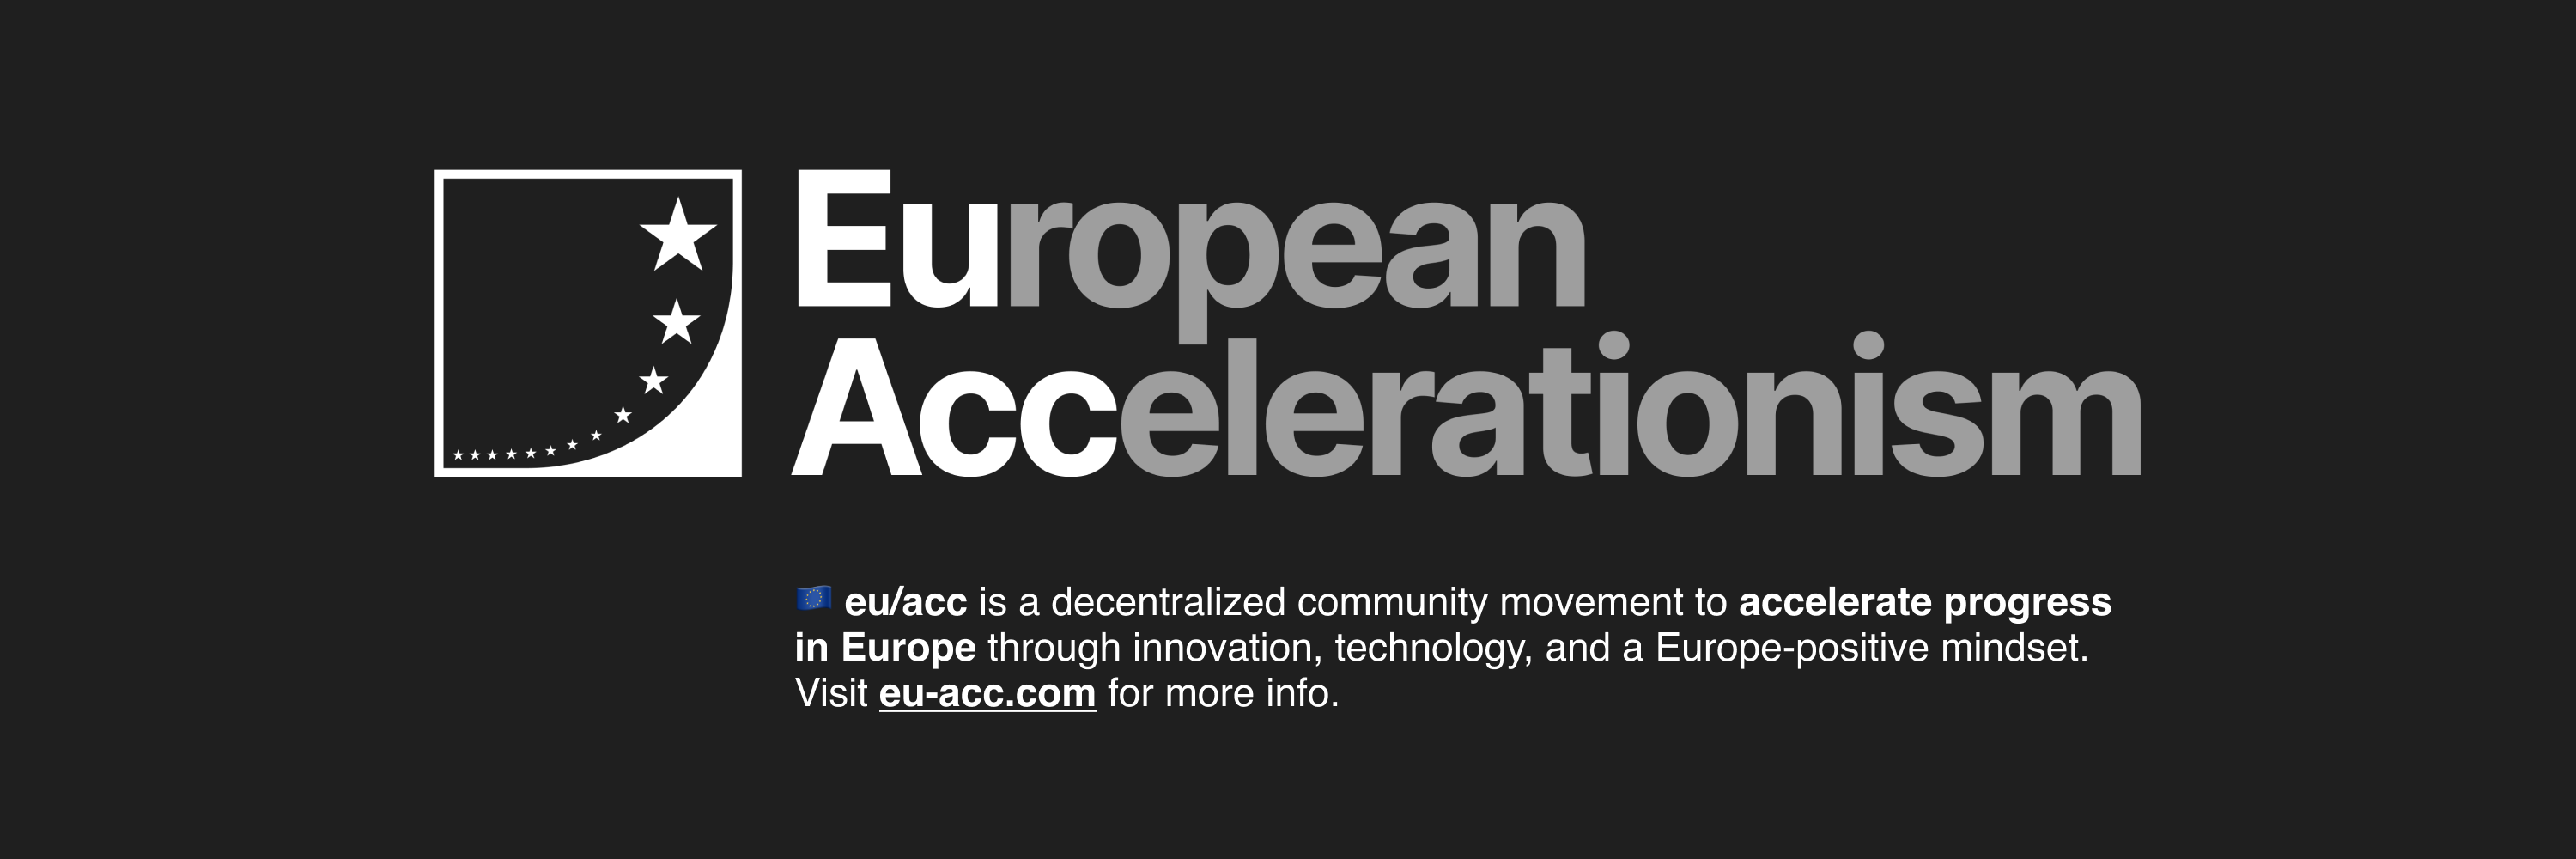 European
Accelerationism
🇪🇺 eu/acc is a decentralized community movement to accelerate progress
in Europe through innovation, technology, and a Europe-positive mindset.
Visit eu-acc.com for more info.